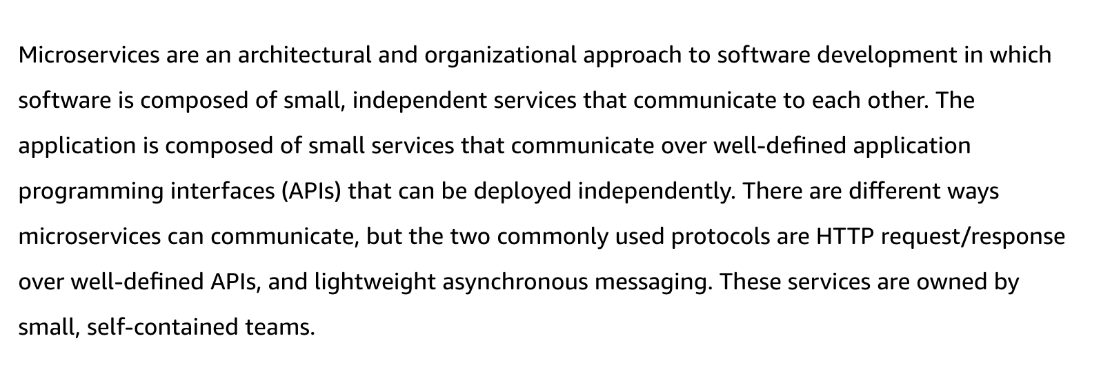 Microservices are an architectural and organizational approach to software development in which
software is composed of small, independent services that communicate to each other. The
application is composed of small services that communicate over well-defined application
programming interfaces (APIs) that can be deployed independently. There are different ways
microservices can communicate, but the two commonly used protocols are HTTP request/response
over well-defined APIs, and lightweight asynchronous messaging. These services are owned by
small, self-contained teams.